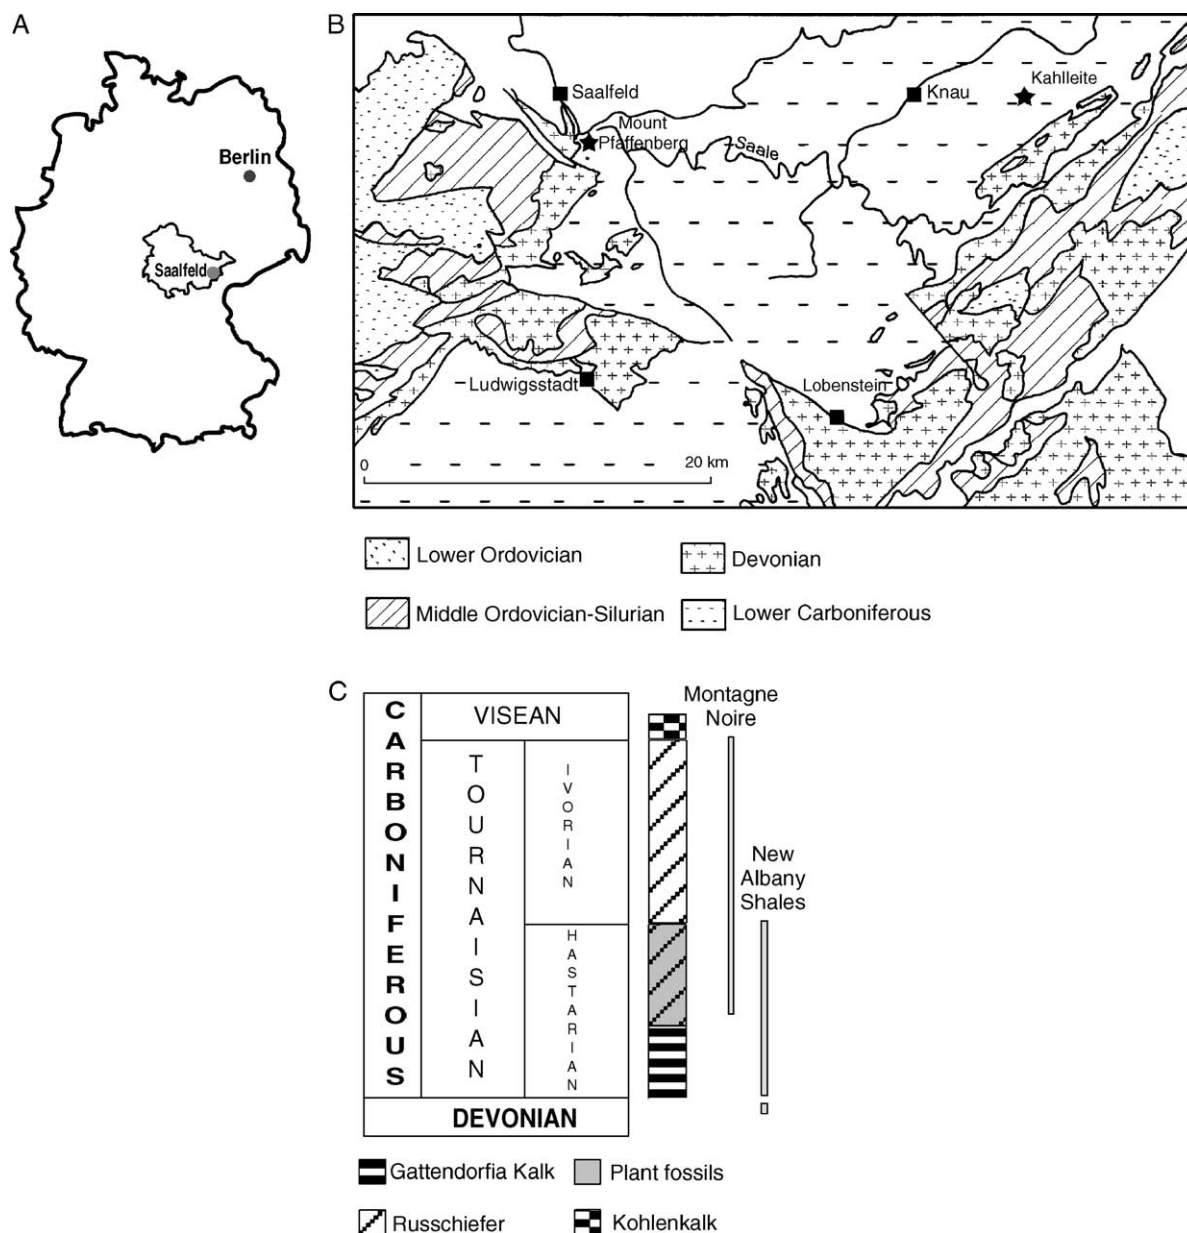 A
Berlin
Saalfeld
B
Saalfeld
Mount
Pfaffenberg
Saale
Knau
Kahlleite
Ludwigsstadt
Lobenstein
0
20 km
Lower Ordovician
Devonian
Middle Ordovician-Silurian
Lower Carboniferous
C
CARBONIFEROUS
VISEAN
TOURNAISIAN
IVORIAN
HASTARIAN
DEVONIAN
Montagne
Noire
New
Albany
Shales
Gattendorfia Kalk
Plant fossils
Russchiefer
Kohlenkalk